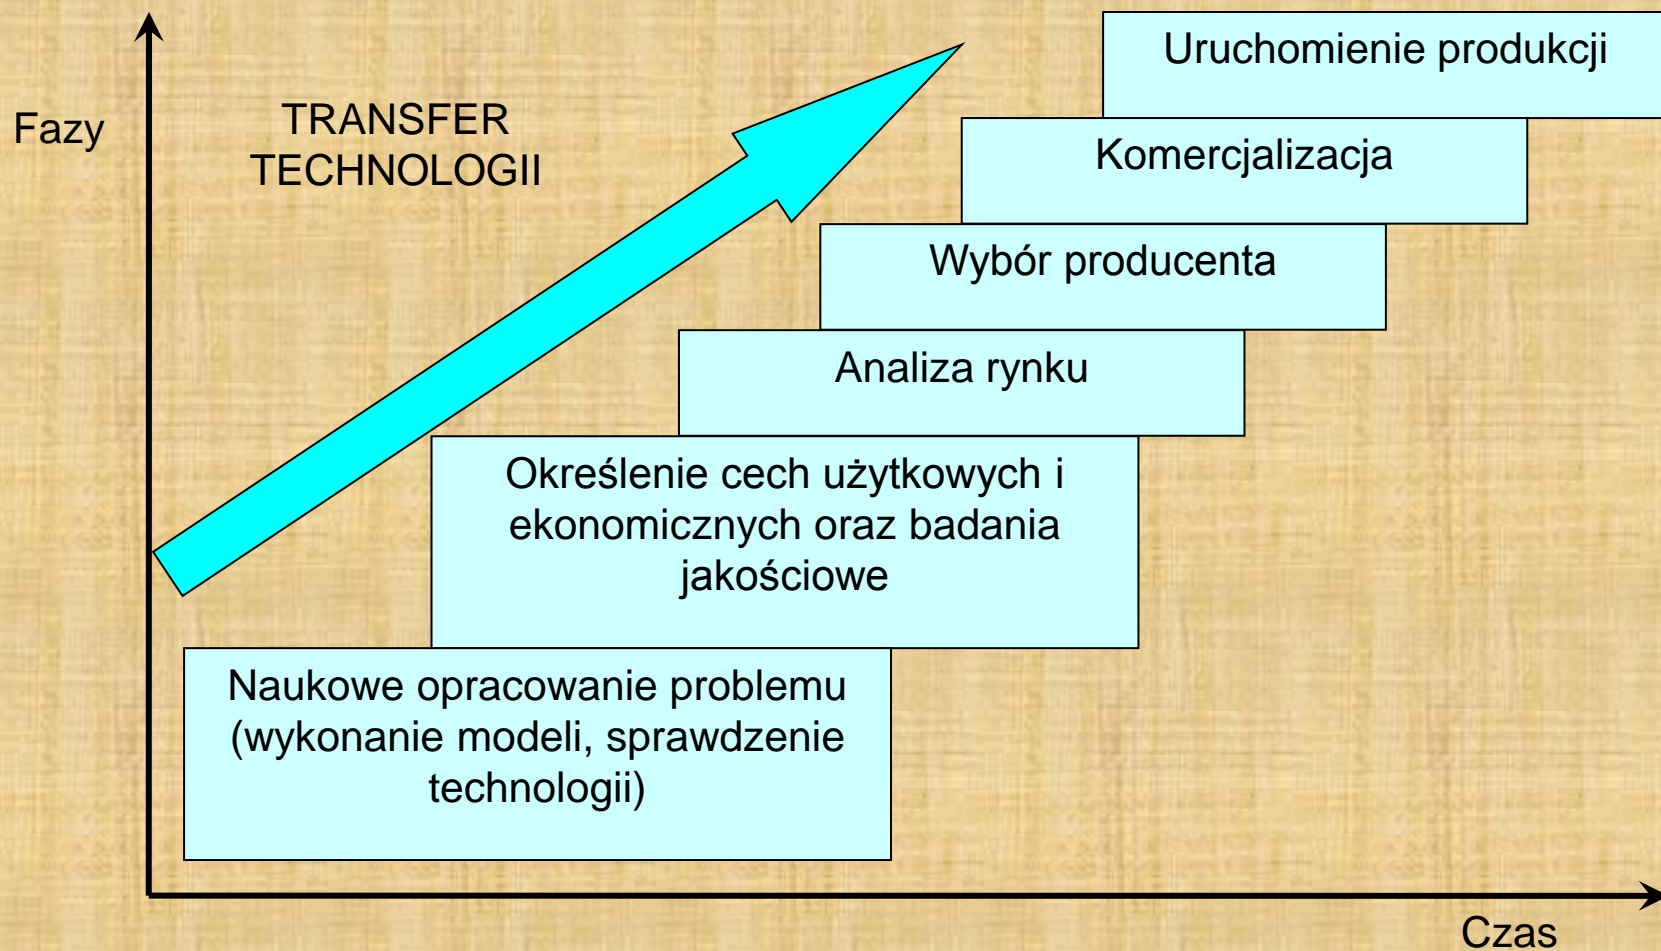 Fazy
TRANSFER
TECHNOLOGII
Uruchomienie produkcji
Komercjalizacja
Wybór producenta
Analiza rynku
Określenie cech użytkowych i
ekonomicznych oraz badania
jakościowe
Naukowe opracowanie problemu
(wykonanie modeli, sprawdzenie
technologii)
Czas